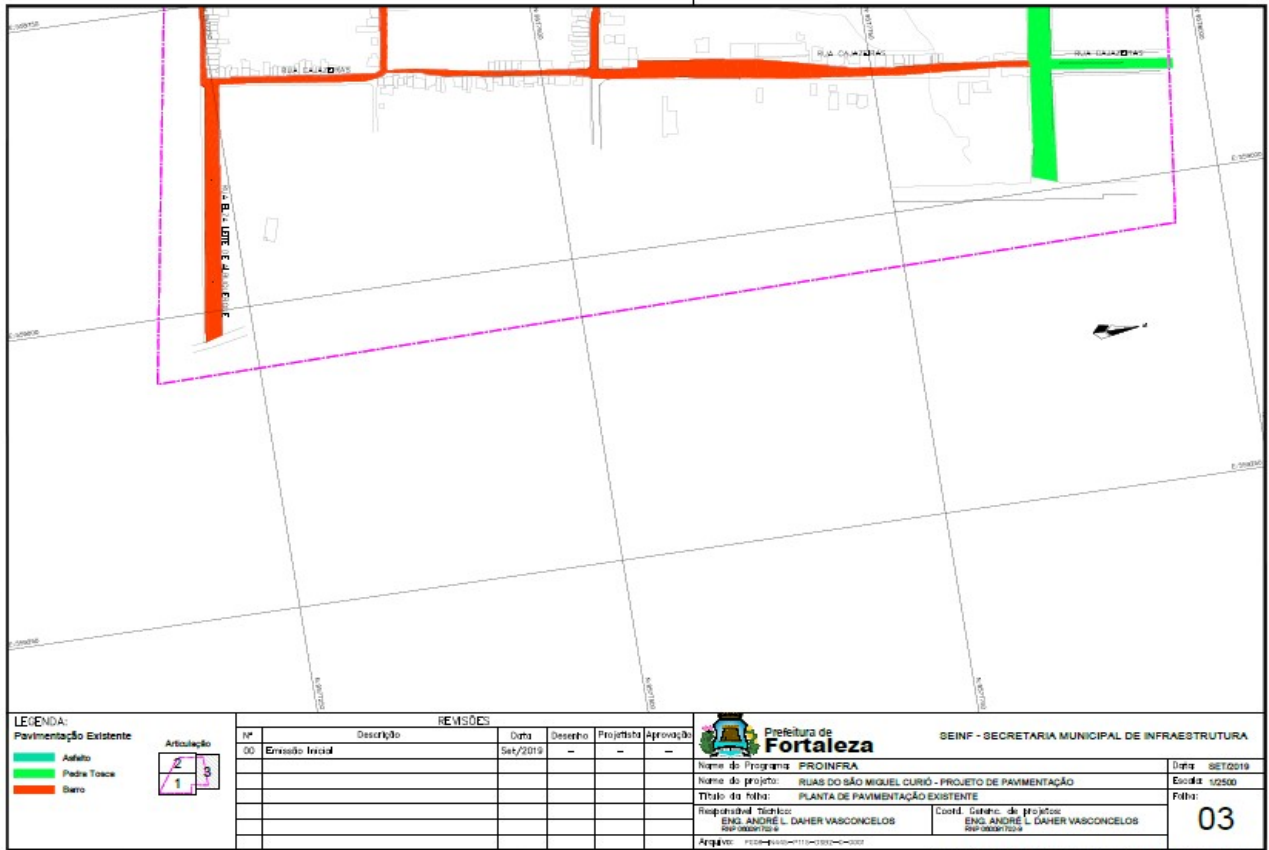 RUA CAJAZEIRAS
RUA CAJAZEIRAS
RUA CAJAZEIRAS
LEGENDA:
Pavimentação Existente
Asfalto
Pedra Tosca
Barro
Articulação
2
3
1
REVISÕES
Nº Descrição Data Desenho Projetista Aprovação
00 Emissão Inicial Set/2019 – – –
Prefeitura de
Fortaleza
SEINF - SECRETARIA MUNICIPAL DE INFRAESTRUTURA
Nome do Programa: PROINFRA
Data: SET/2019
Nome do projeto: RUAS DO SÃO MIGUEL CURIÓ - PROJETO DE PAVIMENTAÇÃO
Escala: 1/2500
Título da folha: PLANTA DE PAVIMENTAÇÃO EXISTENTE
Folha:
03
Responsável Técnico:
ENG. ANDRÉ L. DAHER VASCONCELOS
Coord. Gerenc. de projetos:
ENG. ANDRÉ L. DAHER VASCONCELOS
Arquivo: